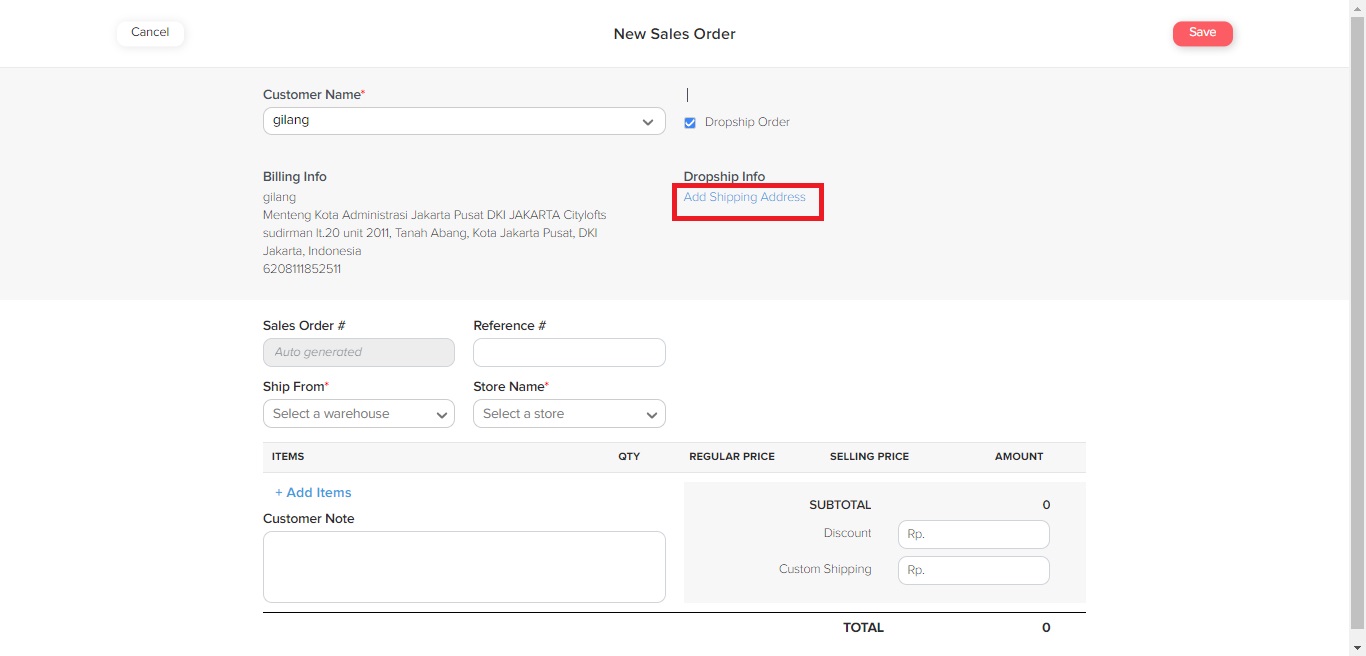 Cancel
New Sales Order
Save
Customer Name*
gilang
Dropship Order
Billing Info
gilang
Menteng Kota Administrasi Jakarta Pusat DKI JAKARTA Citylofts
sudirman lt.20 unit 2011, Tanah Abang, Kota Jakarta Pusat, DKI
Jakarta, Indonesia
6208111852511
Dropship Info
Add Shipping Address
Sales Order #
Reference #
Auto generated
Ship From*
Store Name*
Select a warehouse
Select a store
ITEMS QTY REGULAR PRICE SELLING PRICE AMOUNT
+ Add Items
Customer Note
SUBTOTAL 0
Discount Rp.
Custom Shipping Rp.
TOTAL 0